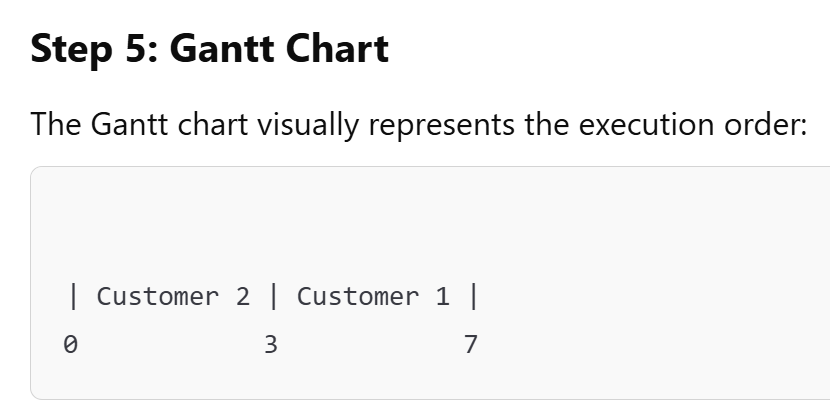 Step 5: Gantt Chart
The Gantt chart visually represents the execution order:
| Customer 2 | Customer 1 |
0 3 7